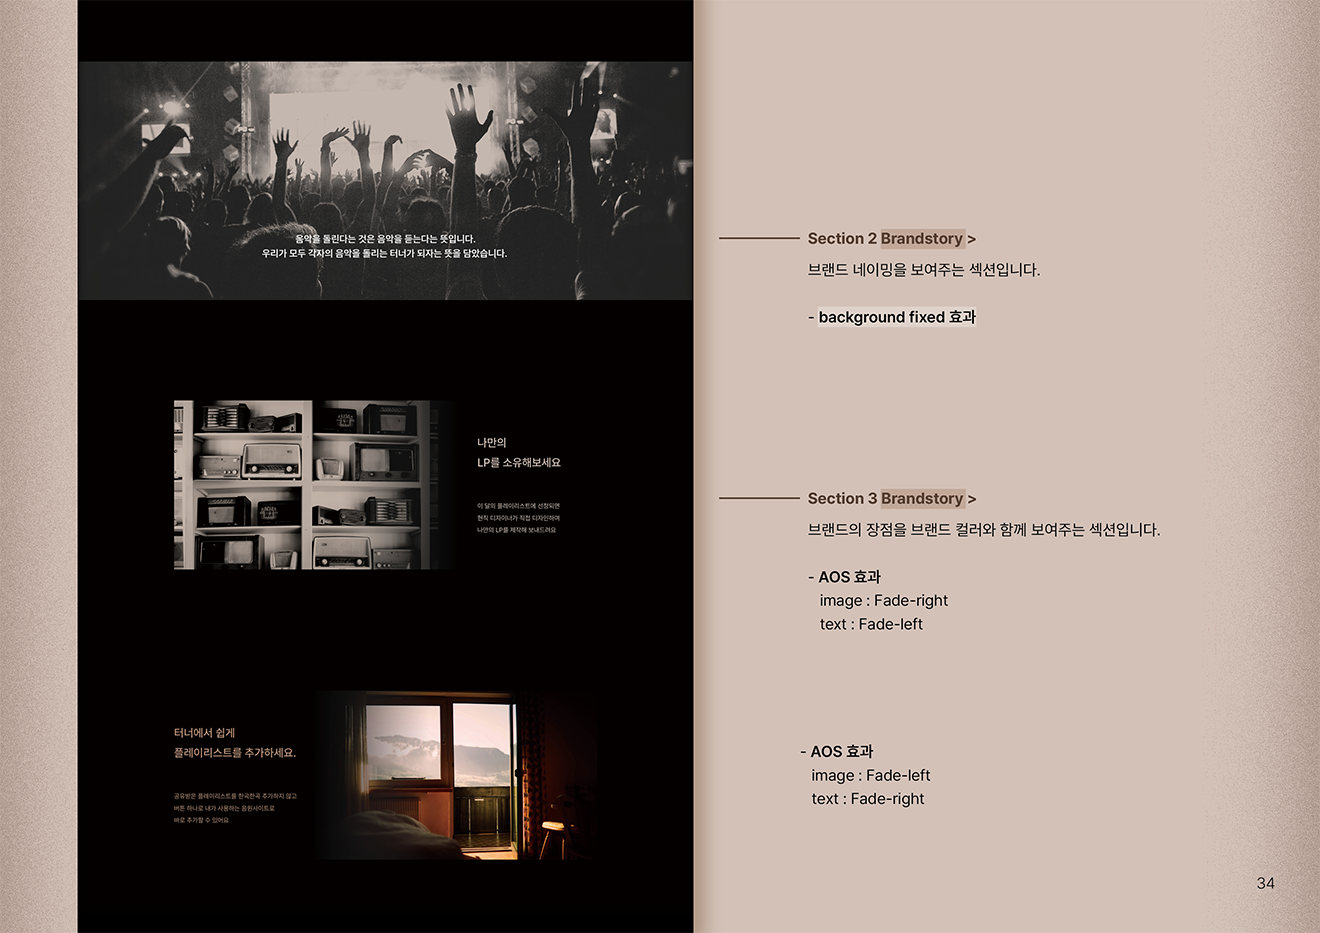 음악을 돌린다는 것은 음악을 듣는다는 뜻입니다.
우리가 모두 각자의 음악을 돌리는 터너가 되자는 뜻을 담았습니다.
나만의
LP를 소유해보세요
이 달의 플레이리스트에 선정되면
현직 디자이너가 직접 디자인하여
나만의 LP를 제작해 보내드려요
터너에서 쉽게
플레이리스트를 추가하세요.
공유받은 플레이리스트를 한곡한곡 추가하지 않고
버튼 하나로 내가 사용하는 음원사이트로
바로 추가할 수 있어요
Section 2 Brandstory >
브랜드 네이밍을 보여주는 섹션입니다.
- background fixed 효과
Section 3 Brandstory >
브랜드의 장점을 브랜드 컬러와 함께 보여주는 섹션입니다.
- AOS 효과
image : Fade-right
text : Fade-left
- AOS 효과
image : Fade-left
text : Fade-right
34